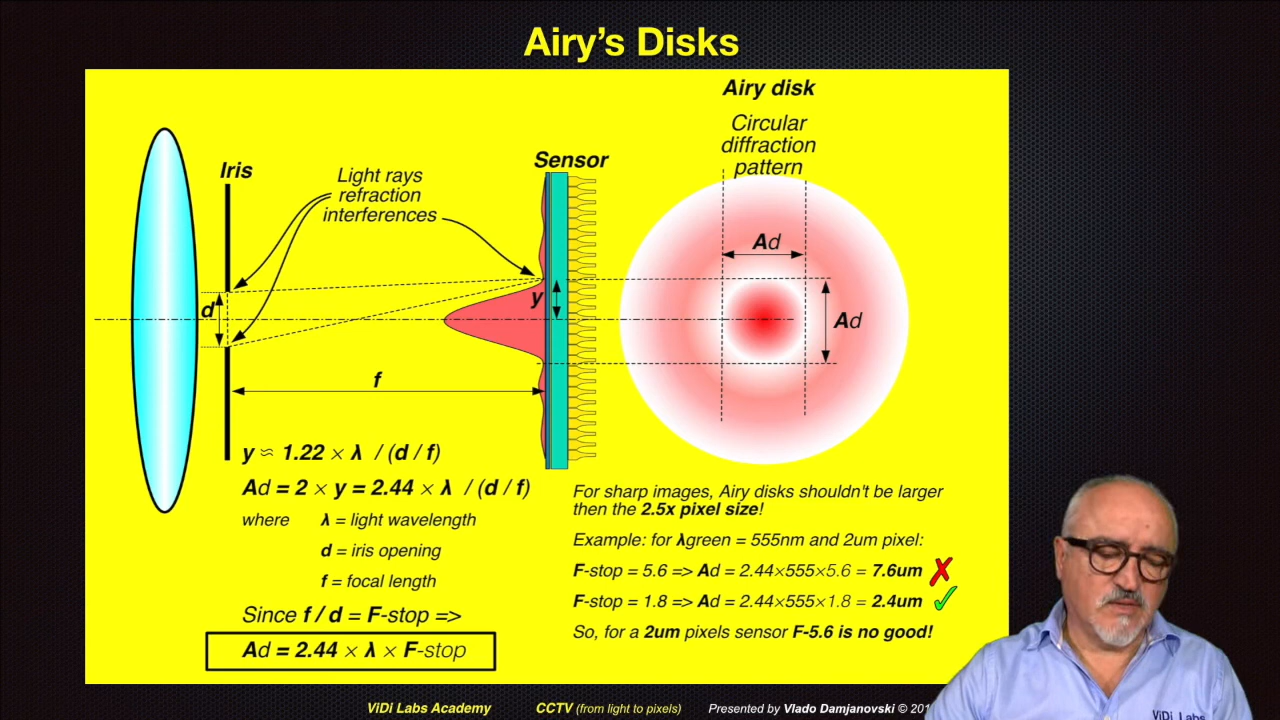 Airy's Disks
Airy disk
Circular
diffraction
pattern
Iris
Light rays
refraction
interferences
Sensor
Ad
d
y
Ad
f
y ≈ 1.22 × λ / (d / f)
Ad = 2 × y = 2.44 × λ / (d / f)
where λ = light wavelength
d = iris opening
f = focal length
Since f / d = F-stop =>
Ad = 2.44 × λ × F-stop
For sharp images, Airy disks shouldn't be larger
then the 2.5x pixel size!
Example: for λgreen = 555nm and 2um pixel:
F-stop = 5.6 => Ad = 2.44×555×5.6 = 7.6um ✗
F-stop = 1.8 => Ad = 2.44×555×1.8 = 2.4um ✓
So, for a 2um pixels sensor F-5.6 is no good!
ViDi Labs Academy CCTV (from light to pixels) Presented by Vlado Damjanovski ©
ViDi Labs